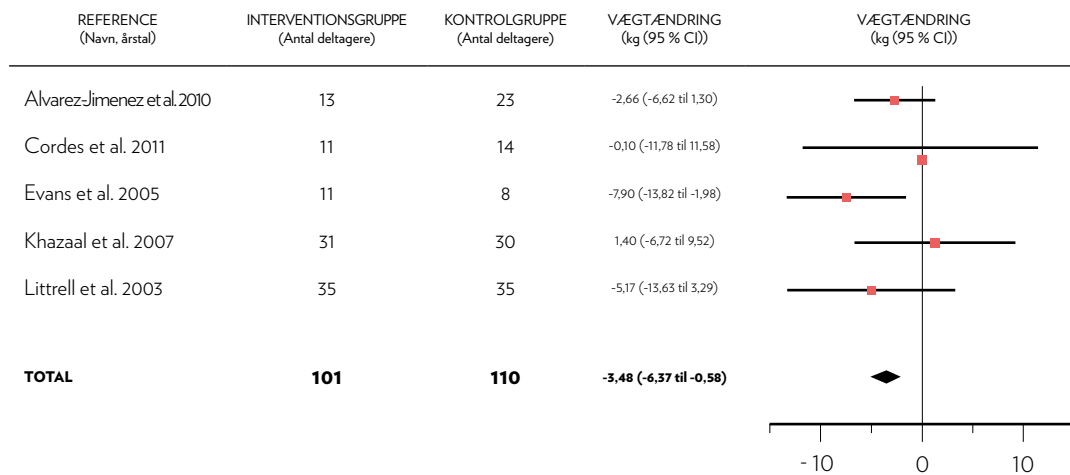 REFERENCE INTERVENTIONSGRUPPE KONTROLGRUPPE VÆGTÆNDRING VÆGTÆNDRING
(Navn, årstal) (Antal deltagere) (Antal deltagere) (kg (95 % CI)) (kg (95 % CI))
Alvarez-Jimenez et al. 2010 13 23 -2,66 (-6,62 til 1,30)
Cordes et al. 2011 11 14 -0,10 (-11,78 til 11,58)
Evans et al. 2005 11 8 -7,90 (-13,82 til -1,98)
Khazaal et al. 2007 31 30 1,40 (-6,72 til 9,52)
Littrell et al. 2003 35 35 -5,17 (-13,63 til 3,29)
TOTAL 101 110 -3,48 (-6,37 til -0,58)
-10 0 10